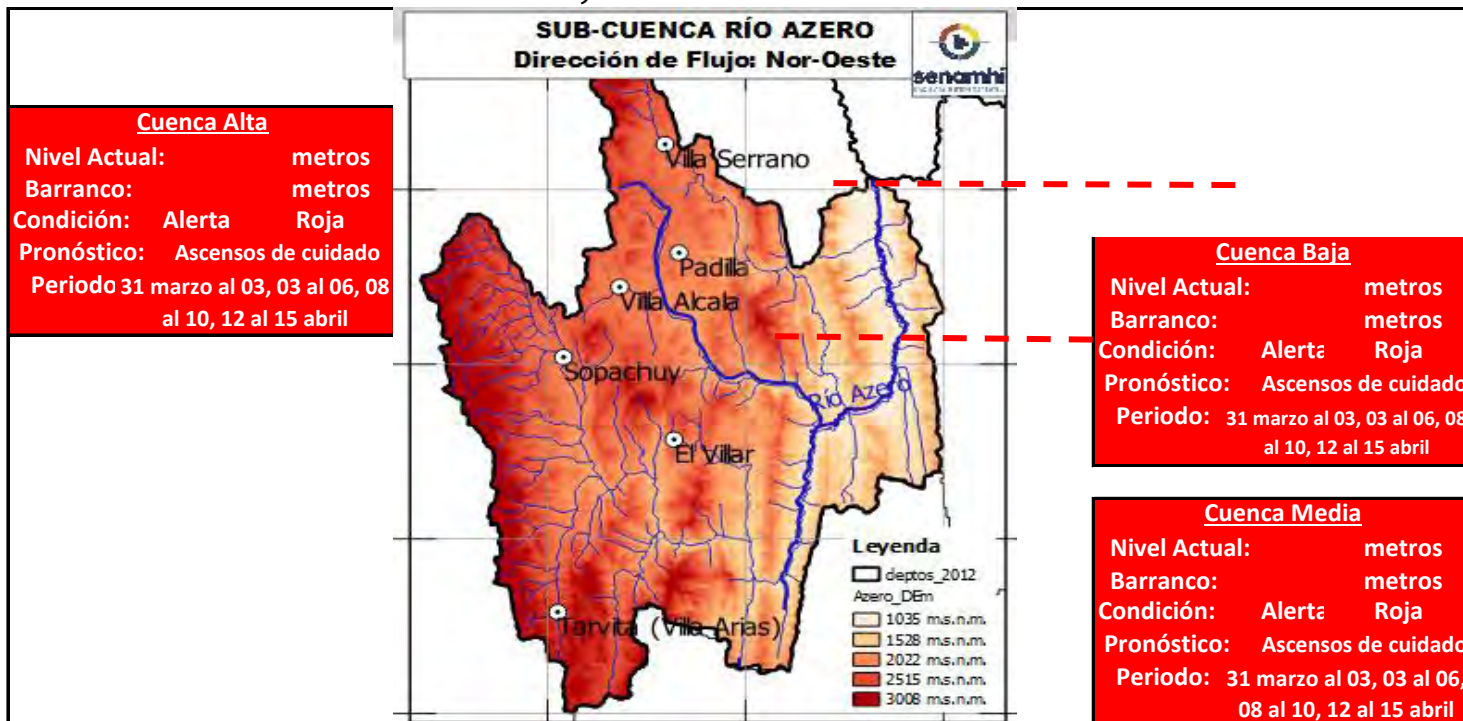 SUB-CUENCA RÍO AZERO
Dirección de Flujo: Nor-Oeste
senamhi
Cuenca Alta
Nivel Actual: metros
Barranco: metros
Condición: Alerta Roja
Pronóstico: Ascensos de cuidado
Periodo 31 marzo al 03, 03 al 06, 08
al 10, 12 al 15 abril
Villa Serrano
Padilla
Villa Alcala
Sopachuy
Río Azero
El Villar
Tarvita (Villa Arias)
Leyenda
deptos_2012
Azero_DEm
1035 m.s.n.m.
1528 m.s.n.m.
2022 m.s.n.m.
2515 m.s.n.m.
3008 m.s.n.m.
Cuenca Baja
Nivel Actual: metros
Barranco: metros
Condición: Alerta Roja
Pronóstico: Ascensos de cuidado
Periodo: 31 marzo al 03, 03 al 06, 08
al 10, 12 al 15 abril
Cuenca Media
Nivel Actual: metros
Barranco: metros
Condición: Alerta Roja
Pronóstico: Ascensos de cuidado
Periodo: 31 marzo al 03, 03 al 06,
08 al 10, 12 al 15 abril